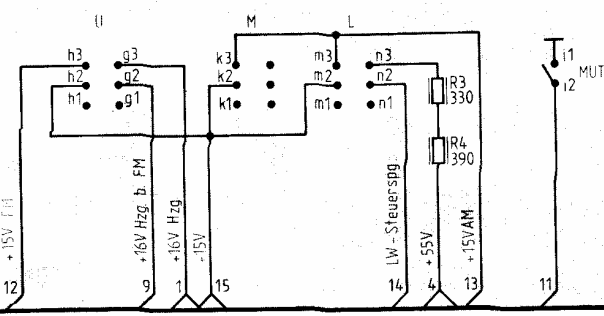 U M L
h3 g3 k3 m3 n3 i1
h2 g2 k2 m2 n2 i2 MUT
h1 g1 k1 m1 n1
R3
330
R4
390
+15V FM
+16V Hzg. b. FM
+16V Hzg
-15V
LW-Steuerspg.
+55V
+15VAM
12 9 1 15 14 4 13 11